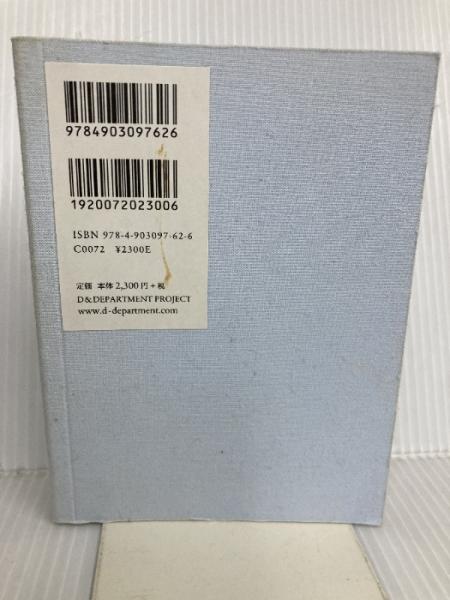 9784903097626
1920072023006
ISBN 978-4-903097-62-6
C0072 ¥2300E
定価 本体2,300円+税
D&DEPARTMENT PROJECT
www.d-department.com